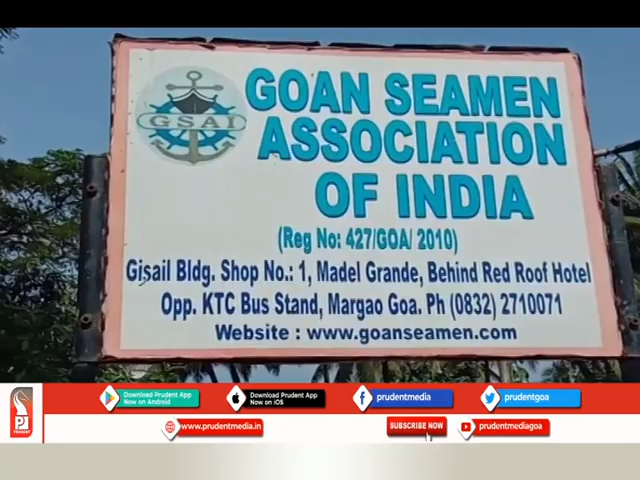 GSAI
GOAN SEAMEN
ASSOCIATION
OF INDIA
(Reg No: 427/GOA/ 2010)
Gisail Bldg. Shop No.: 1, Madel Grande, Behind Red Roof Hotel
Opp. KTC Bus Stand, Margao Goa. Ph (0832) 2710071
Website : www.goanseamen.com
Download Prudent App
Now on Android
Download Prudent App
Now on iOS
prudentmedia
prudentgoa
PRUDENT
www.prudentmedia.in
SUBSCRIBE NOW
prudentmediagoa